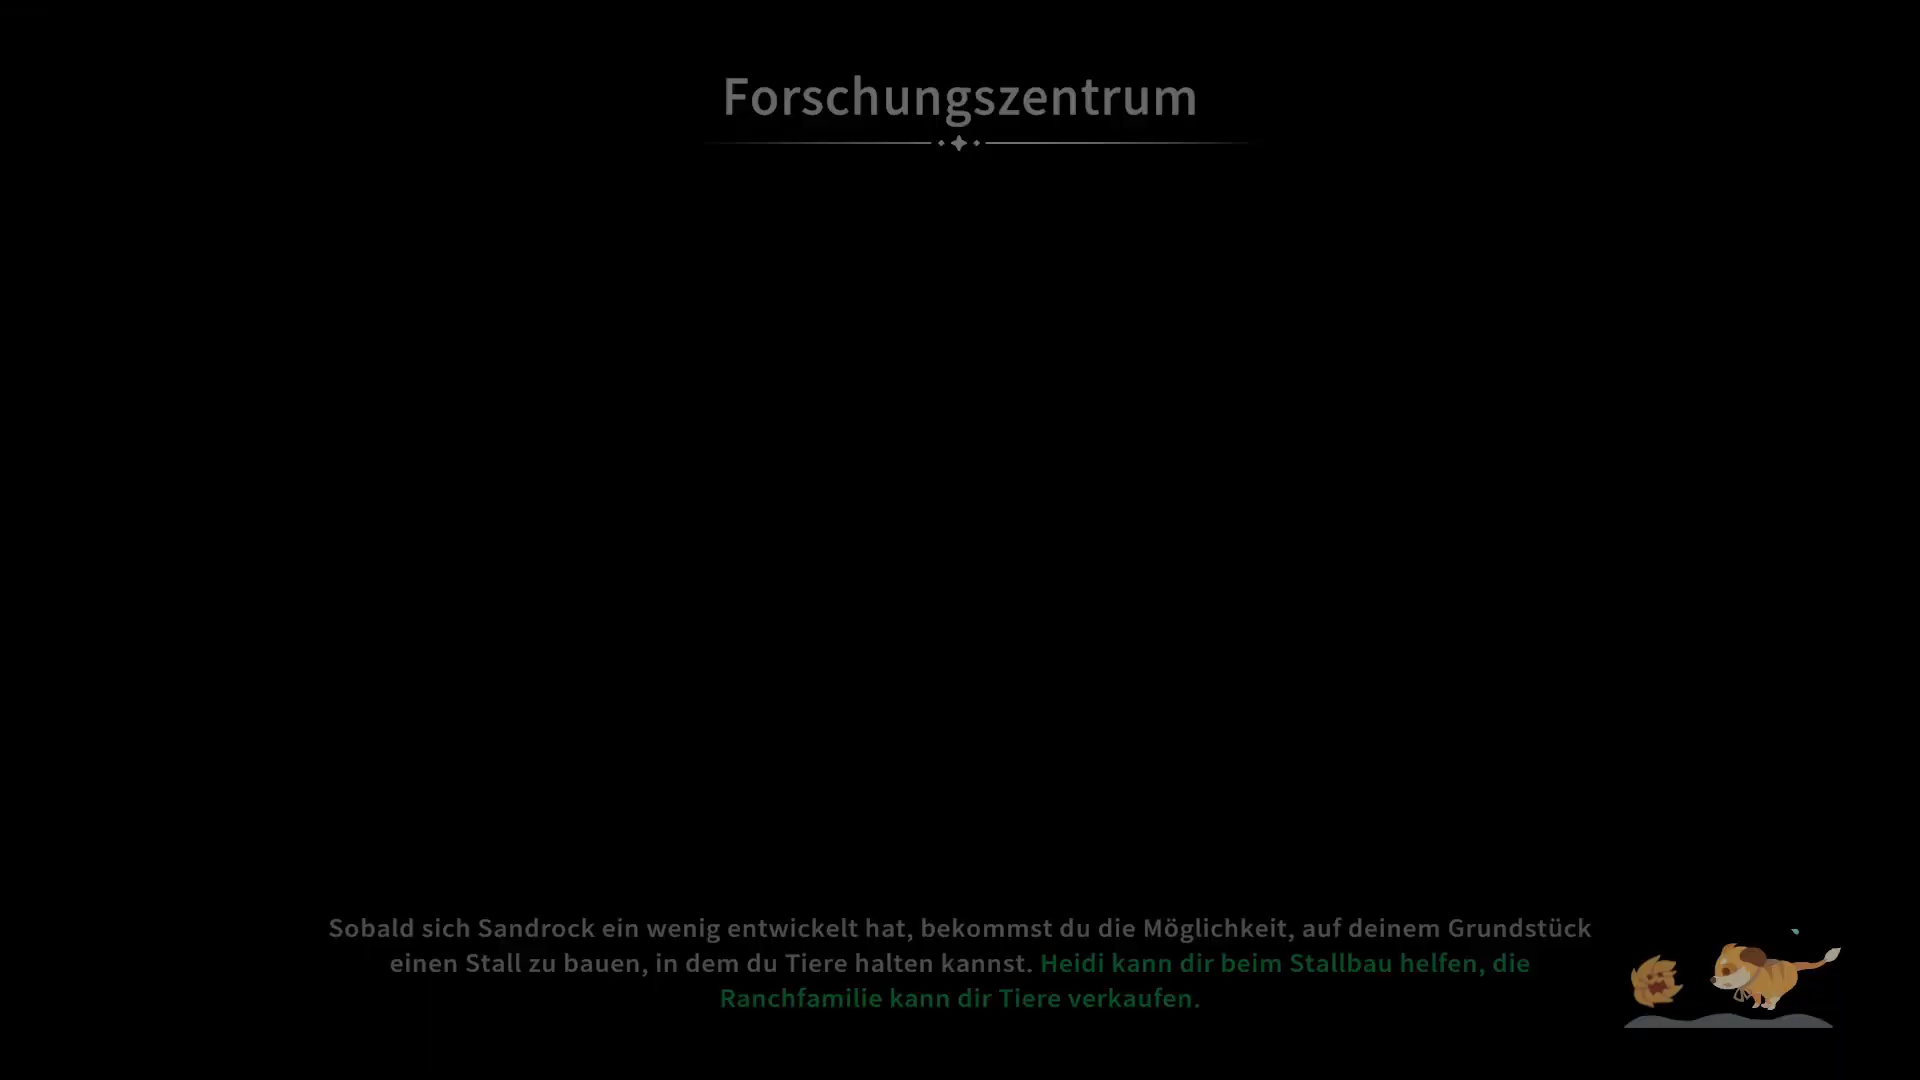 Forschungszentrum
Sobald sich Sandrock ein wenig entwickelt hat, bekommst du die Möglichkeit, auf deinem Grundstück
einen Stall zu bauen, in dem du Tiere halten kannst. Heidi kann dir beim Stallbau helfen, die
Ranchfamilie kann dir Tiere verkaufen.